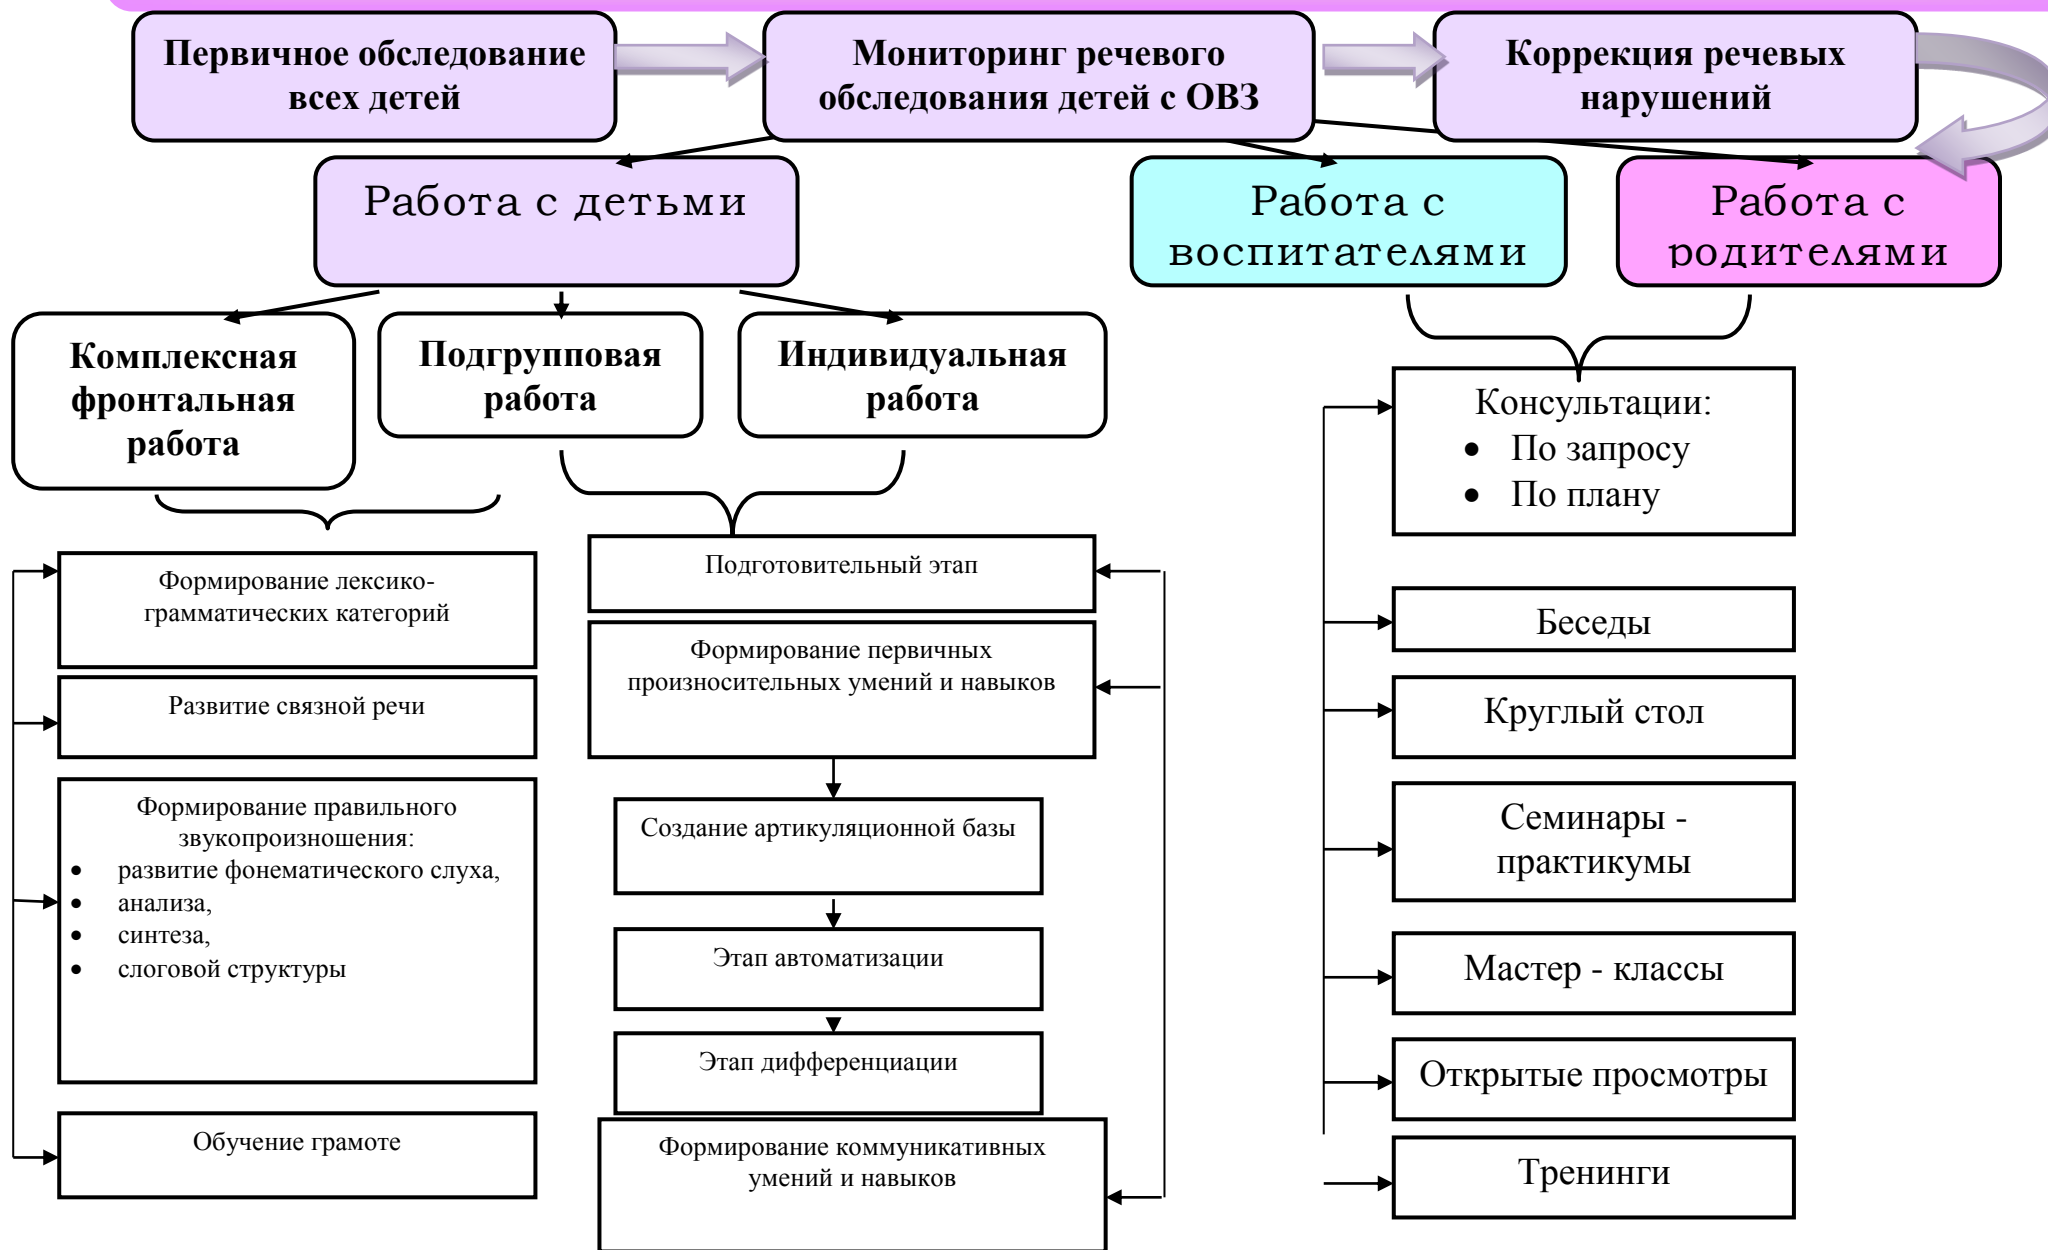 Первичное обследование
всех детей
Мониторинг речевого
обследования детей с ОВЗ
Коррекция речевых
нарушений
Работа с детьми
Работа с
воспитателями
Работа с
родителями
Комплексная
фронтальная
работа
Подгрупповая
работа
Индивидуальная
работа
Формирование лексико-
грамматических категорий
Развитие связной речи
Формирование правильного
звукопроизношения:
• развитие фонематического слуха,
• анализа,
• синтеза,
• слоговой структуры
Обучение грамоте
Подготовительный этап
Формирование первичных
произносительных умений и навыков
Создание артикуляционной базы
Этап автоматизации
Этап дифференциации
Формирование коммуникативных
умений и навыков
Консультации:
• По запросу
• По плану
Беседы
Круглый стол
Семинары -
практикумы
Мастер - классы
Открытые просмотры
Тренинги